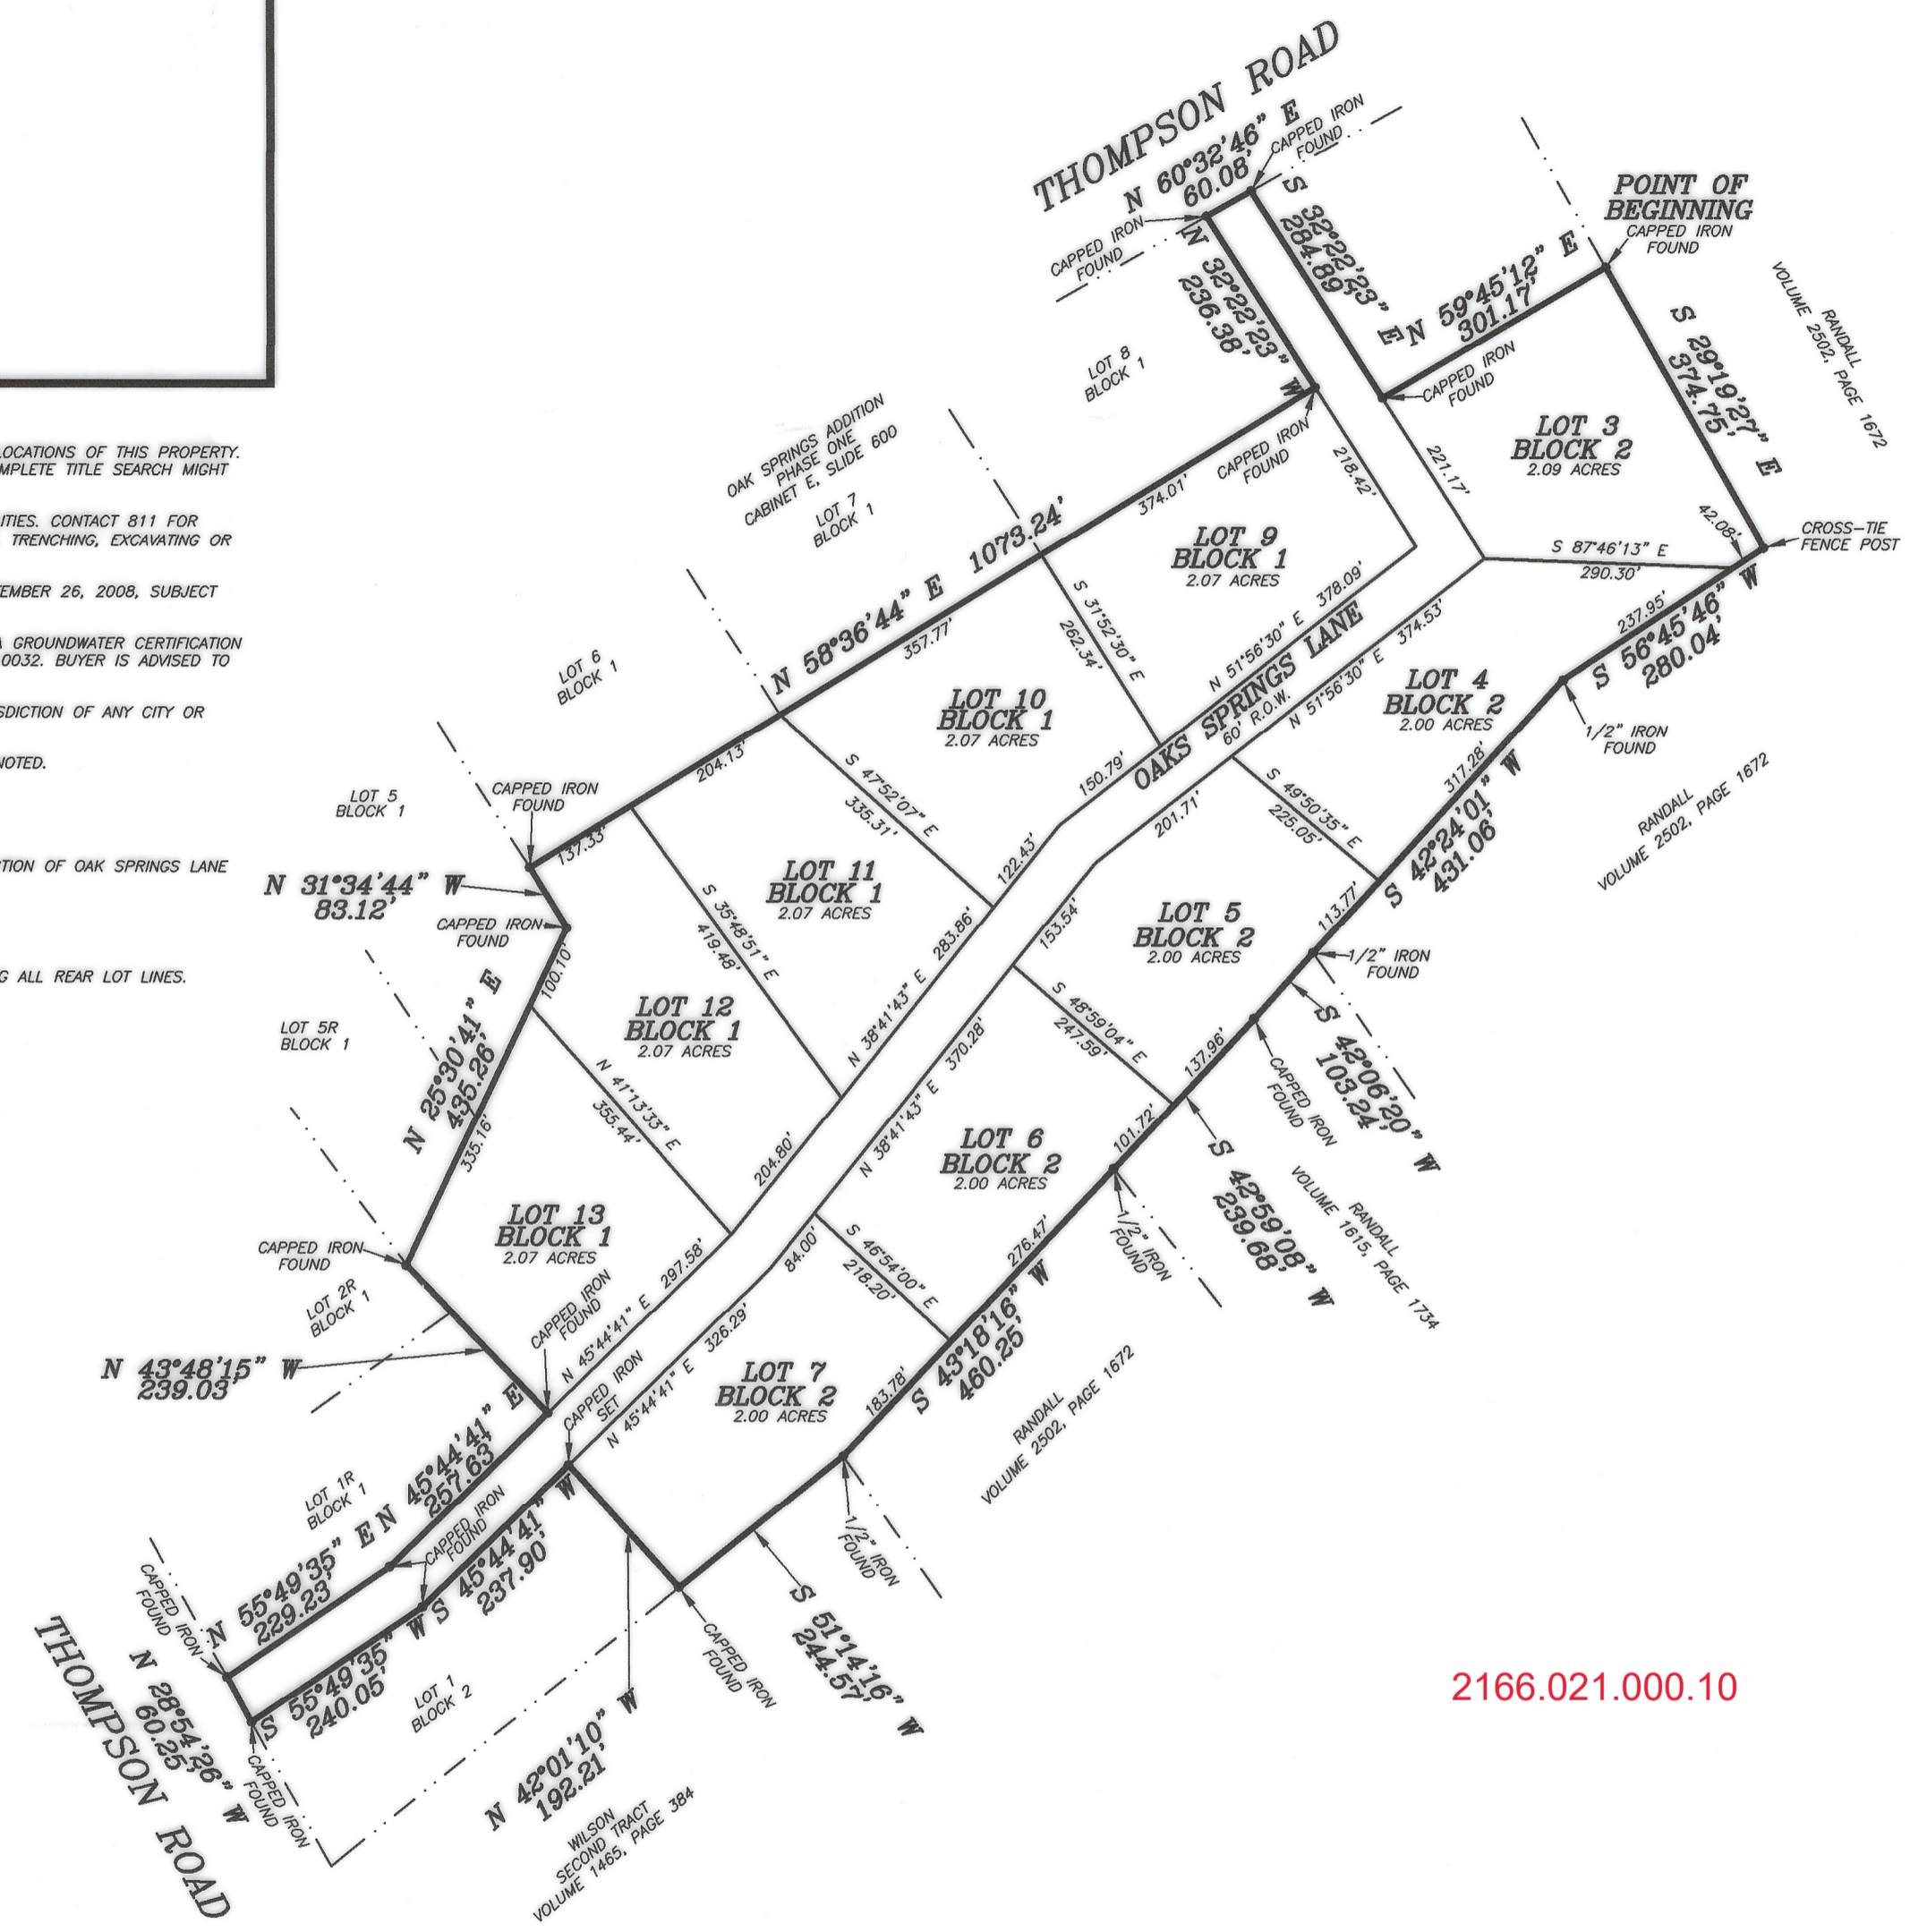 OCATIONS OF THIS PROPERTY.
MPLETE TITLE SEARCH MIGHT
ITIES. CONTACT 811 FOR
TRENCHING, EXCAVATING OR
EMBER 26, 2008, SUBJECT
A GROUNDWATER CERTIFICATION
0032. BUYER IS ADVISED TO
SDICTION OF ANY CITY OR
NOTED.
TION OF OAK SPRINGS LANE
G ALL REAR LOT LINES.
THOMPSON ROAD
N 60°32'46" E
60.08'
CAPPED IRON
FOUND
CAPPED IRON
FOUND
S 32°22'23" E
284.89'
N 32°22'23" W
236.38'
N 59°45'12" E
301.17'
POINT OF
BEGINNING
CAPPED IRON
FOUND
RANDALL
VOLUME 2502, PAGE 1672
S 29°19'27" E
374.75'
CAPPED IRON
FOUND
LOT 3
BLOCK 2
2.09 ACRES
LOT 8
BLOCK 1
OAK SPRINGS ADDITION
PHASE ONE
CABINET E, SLIDE 600
LOT 7
BLOCK 1
CAPPED IRON
FOUND
374.01'
218.42'
221.17'
42.08'
CROSS-TIE
FENCE POST
S 87°46'13" E
290.30'
N 58°36'44" E 1073.24'
LOT 9
BLOCK 1
2.07 ACRES
S 31°52'30" E
262.34'
357.77'
N 51°56'30" E 378.09'
OAKS SPRINGS LANE
60' R.O.W.
N 51°56'30" E 374.53'
237.95'
S 56°45'46" W
280.04'
LOT 6
BLOCK 1
LOT 10
BLOCK 1
2.07 ACRES
LOT 4
BLOCK 2
2.00 ACRES
1/2" IRON
FOUND
204.13'
S 47°52'07" E
335.31'
150.79'
201.71'
S 49°50'35" E
225.05'
317.28'
S 42°24'01" W
431.06'
RANDALL
VOLUME 2502, PAGE 1672
LOT 5
BLOCK 1
CAPPED IRON
FOUND
137.33'
N 31°34'44" W
83.12'
CAPPED IRON
FOUND
LOT 11
BLOCK 1
2.07 ACRES
122.43'
S 35°48'51" E
419.48'
153.54'
LOT 5
BLOCK 2
2.00 ACRES
113.77'
1/2" IRON
FOUND
100.10'
N 38°41'43" E 283.86'
N 38°41'43" E 370.28'
S 48°59'04" E
247.59'
137.96'
S 42°06'20" W
103.24'
CAPPED IRON
FOUND
LOT 5R
BLOCK 1
N 25°30'41" E
435.26'
335.16'
LOT 12
BLOCK 1
2.07 ACRES
N 41°13'33" E
355.44'
204.80'
LOT 6
BLOCK 2
2.00 ACRES
101.72'
S 42°59'08" W
239.68'
RANDALL
VOLUME 1615, PAGE 1734
1/2" IRON
FOUND
LOT 13
BLOCK 1
2.07 ACRES
CAPPED IRON
FOUND
LOT 2R
BLOCK 1
N 43°48'15" W
239.03'
CAPPED IRON
FOUND
N 45°44'41" E 297.58'
84.00'
S 46°54'00" E
218.20'
276.47'
S 43°18'16" W
460.25'
CAPPED IRON
SET
N 45°44'41" E 326.29'
LOT 7
BLOCK 2
2.00 ACRES
183.78'
RANDALL
VOLUME 2502, PAGE 1672
N 45°44'41" E
257.63'
LOT 1R
BLOCK 1
CAPPED IRON
FOUND
S 45°44'41" W
237.90'
1/2" IRON
FOUND
N 55°49'35" E
229.23'
CAPPED IRON
FOUND
S 55°49'35" W
240.05'
LOT 1
BLOCK 2
N 28°54'26" W
60.25'
CAPPED IRON
FOUND
THOMPSON ROAD
S 51°14'16" W
244.57'
CAPPED IRON
FOUND
N 42°01'10" W
192.21'
WILSON
SECOND TRACT
VOLUME 1465, PAGE 384
2166.021.000.10